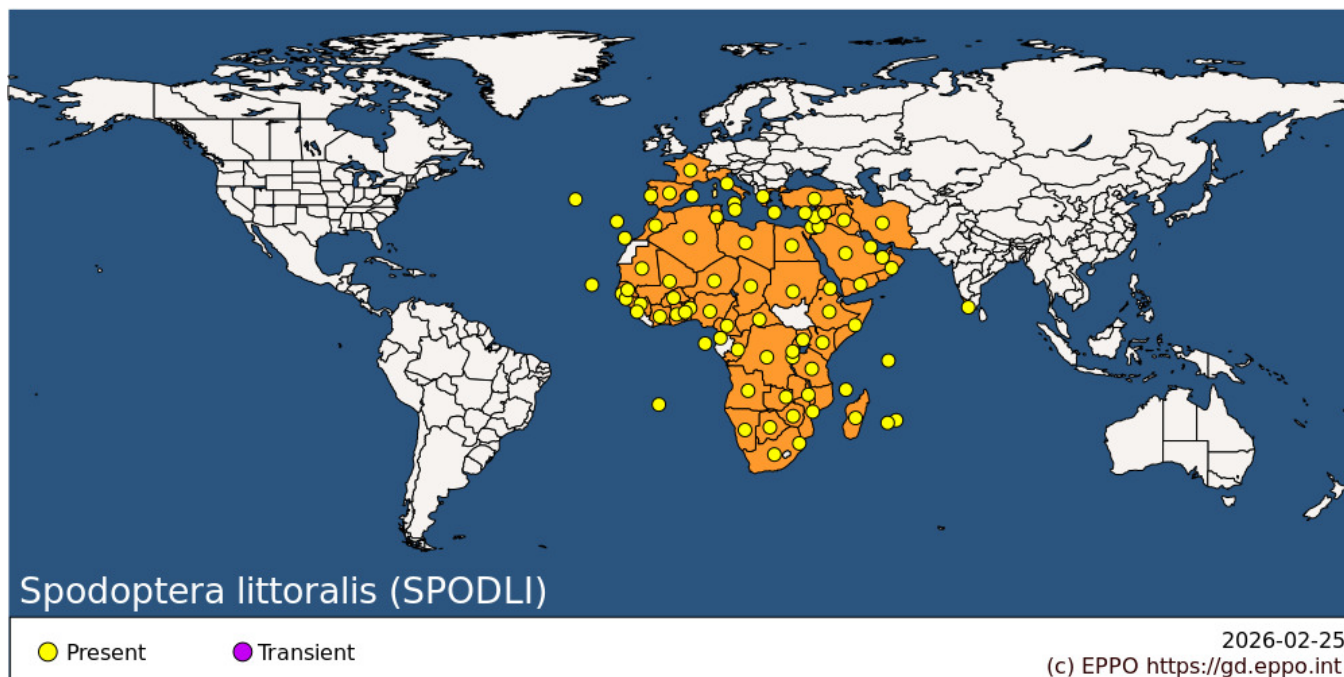 Spodoptera littoralis (SPODLI)
Present
Transient
2026-02-25
(c) EPPO https://gd.eppo.int